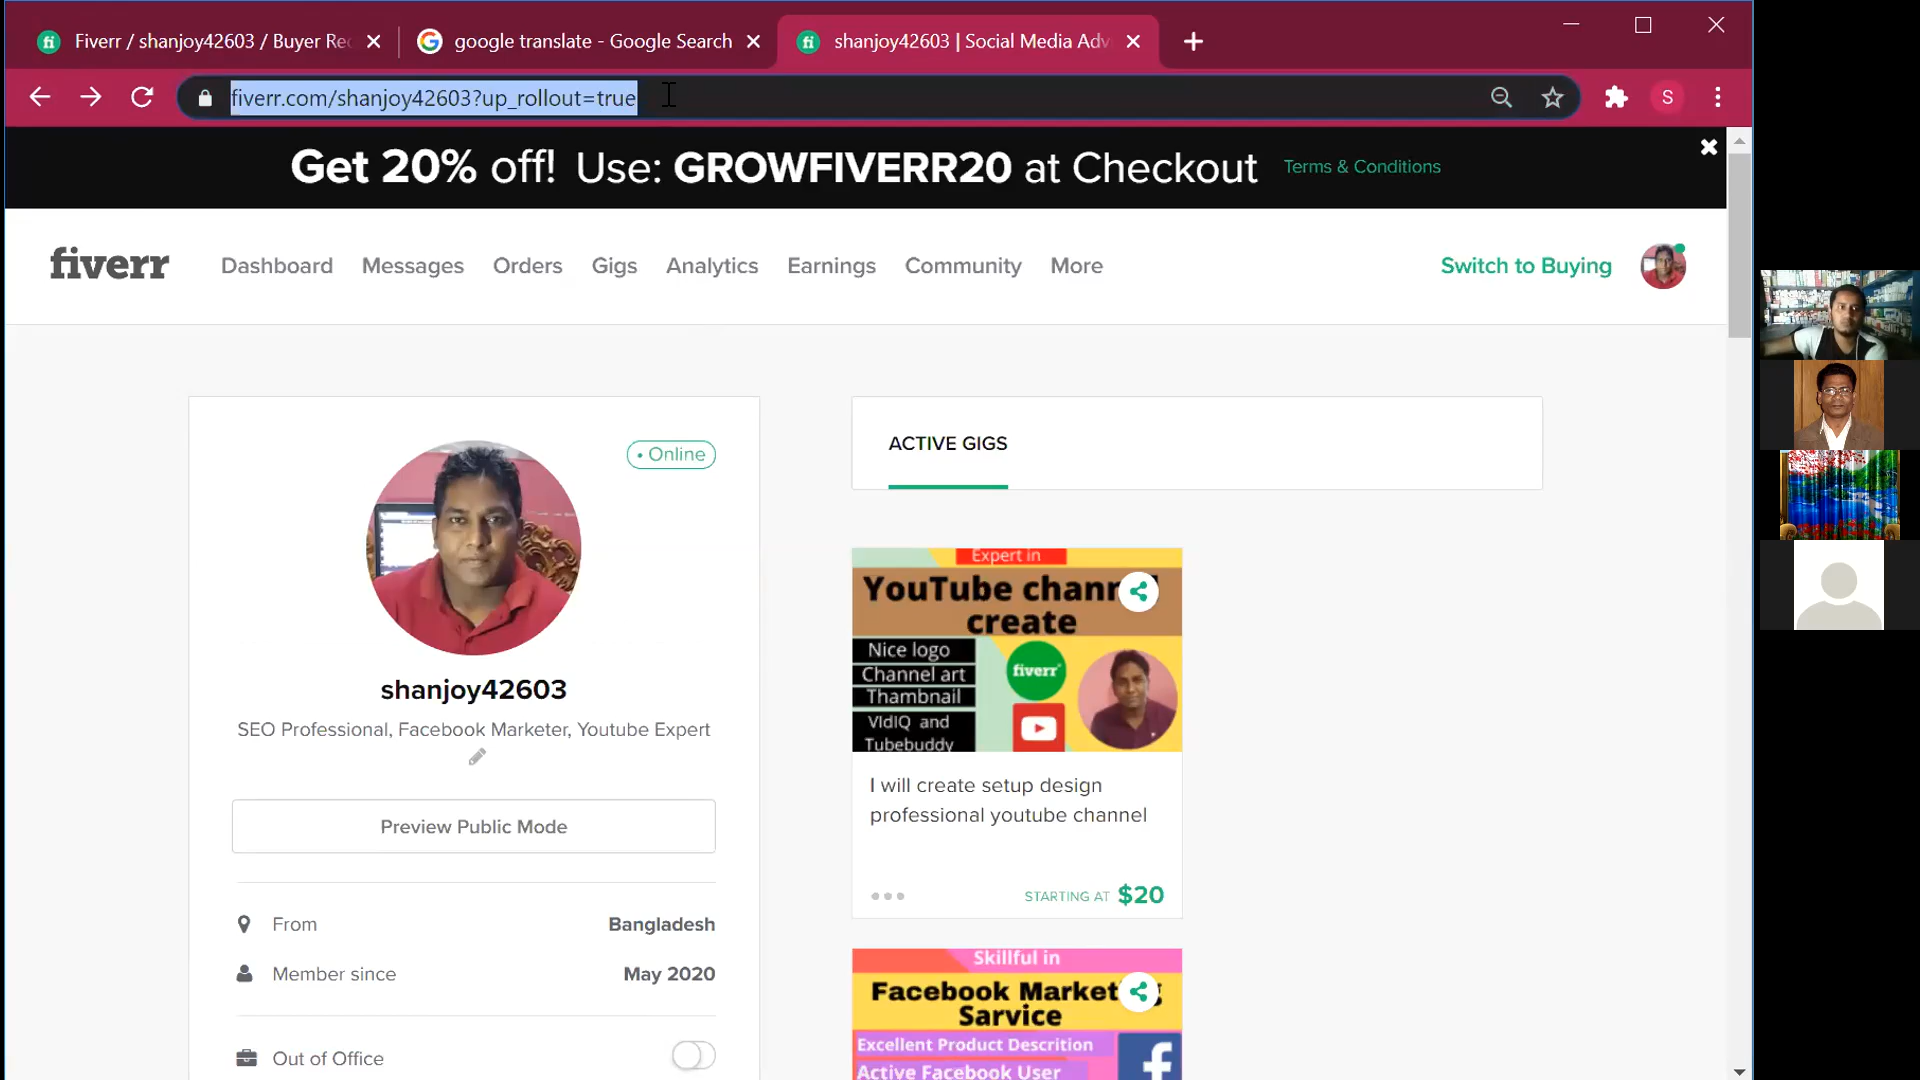 Fiverr / shanjoy42603 / Buyer Re
google translate - Google Search
shanjoy42603 | Social Media Adv
fiverr.com/shanjoy42603?up_rollout=true
S
Get 20% off! Use: GROWFIVERR20 at Checkout
Terms & Conditions
fiverr
Dashboard
Messages
Orders
Gigs
Analytics
Earnings
Community
More
Switch to Buying
• Online
shanjoy42603
SEO Professional, Facebook Marketer, Youtube Expert
Preview Public Mode
From
Bangladesh
Member since
May 2020
Out of Office
ACTIVE GIGS
Expert in
YouTube chann
create
Nice logo
Channel art
Thambnail
VIdIQ and
Tubebuddy
fiverr
I will create setup design
professional youtube channel
STARTING AT $20
Skillful in
Facebook Market g
Sarvice
Excellent Product Descrition
Active Facebook User